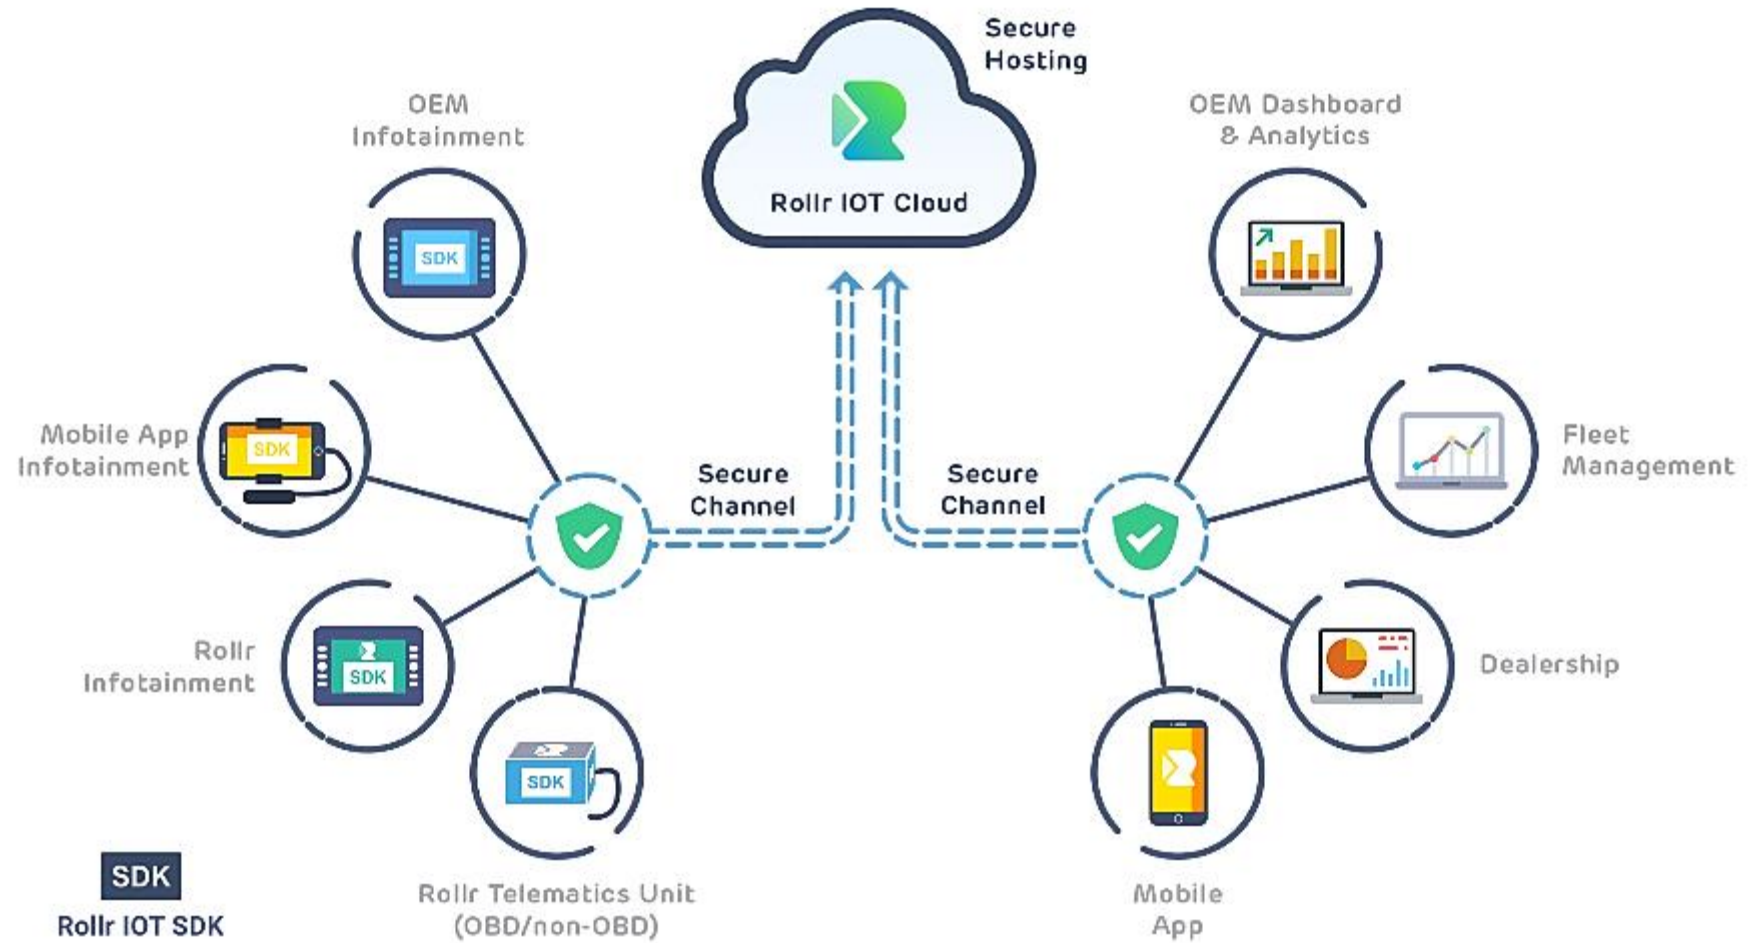 Secure
Hosting
Rollr IOT Cloud
OEM
Infotainment
SDK
Mobile App
Infotainment
SDK
Rollr
Infotainment
SDK
SDK
Rollr Telematics Unit
(OBD/non-OBD)
Secure
Channel
Secure
Channel
OEM Dashboard
& Analytics
Fleet
Management
Dealership
Mobile
App
SDK
Rollr IOT SDK